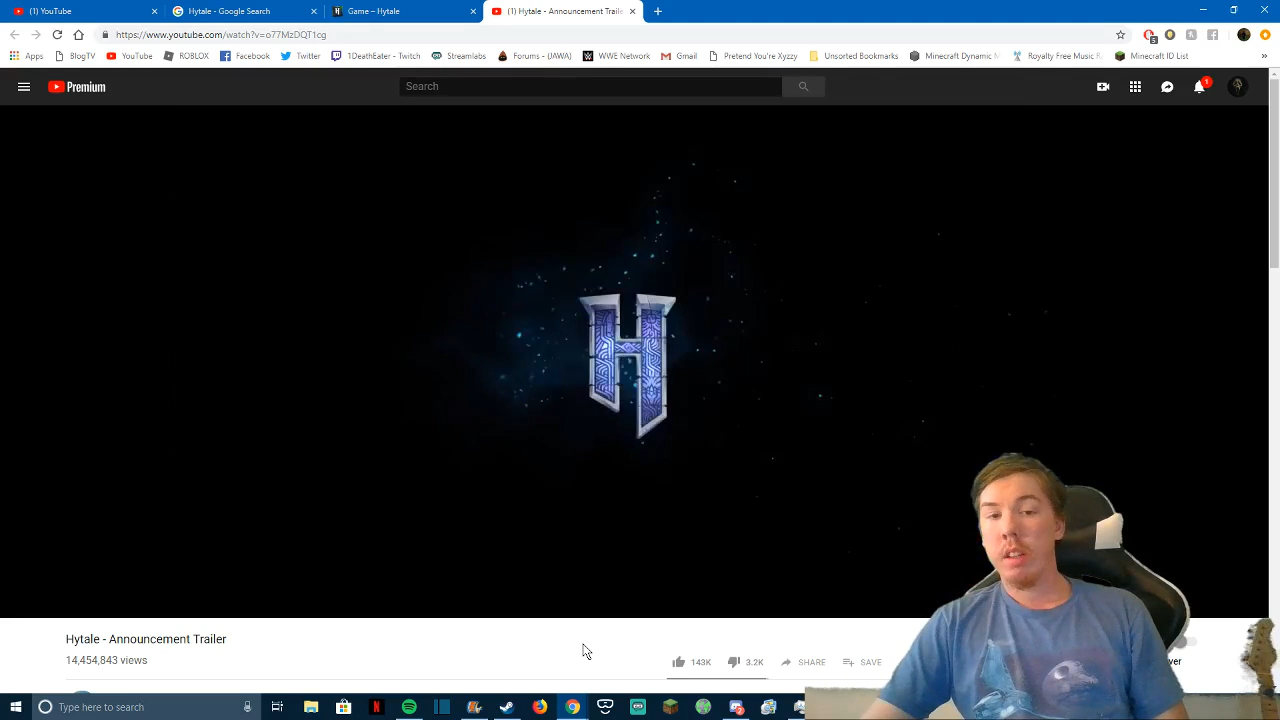 (1) YouTube
Hytale - Google Search
Game – Hytale
(1) Hytale - Announcement Traile
https://www.youtube.com/watch?v=o77MzDQT1cg
Apps BlogTV YouTube ROBLOX Facebook Twitter 1DeathEater - Twitch Streamlabs Forums - (JAWA) WWE Network Gmail Pretend You're Xyzzy Unsorted Bookmarks Minecraft Dynamic Royalty Free Music Minecraft ID List »
Premium
Search
1
H
Hytale - Announcement Trailer
14,454,843 views
143K 3.2K SHARE SAVE
Type here to search